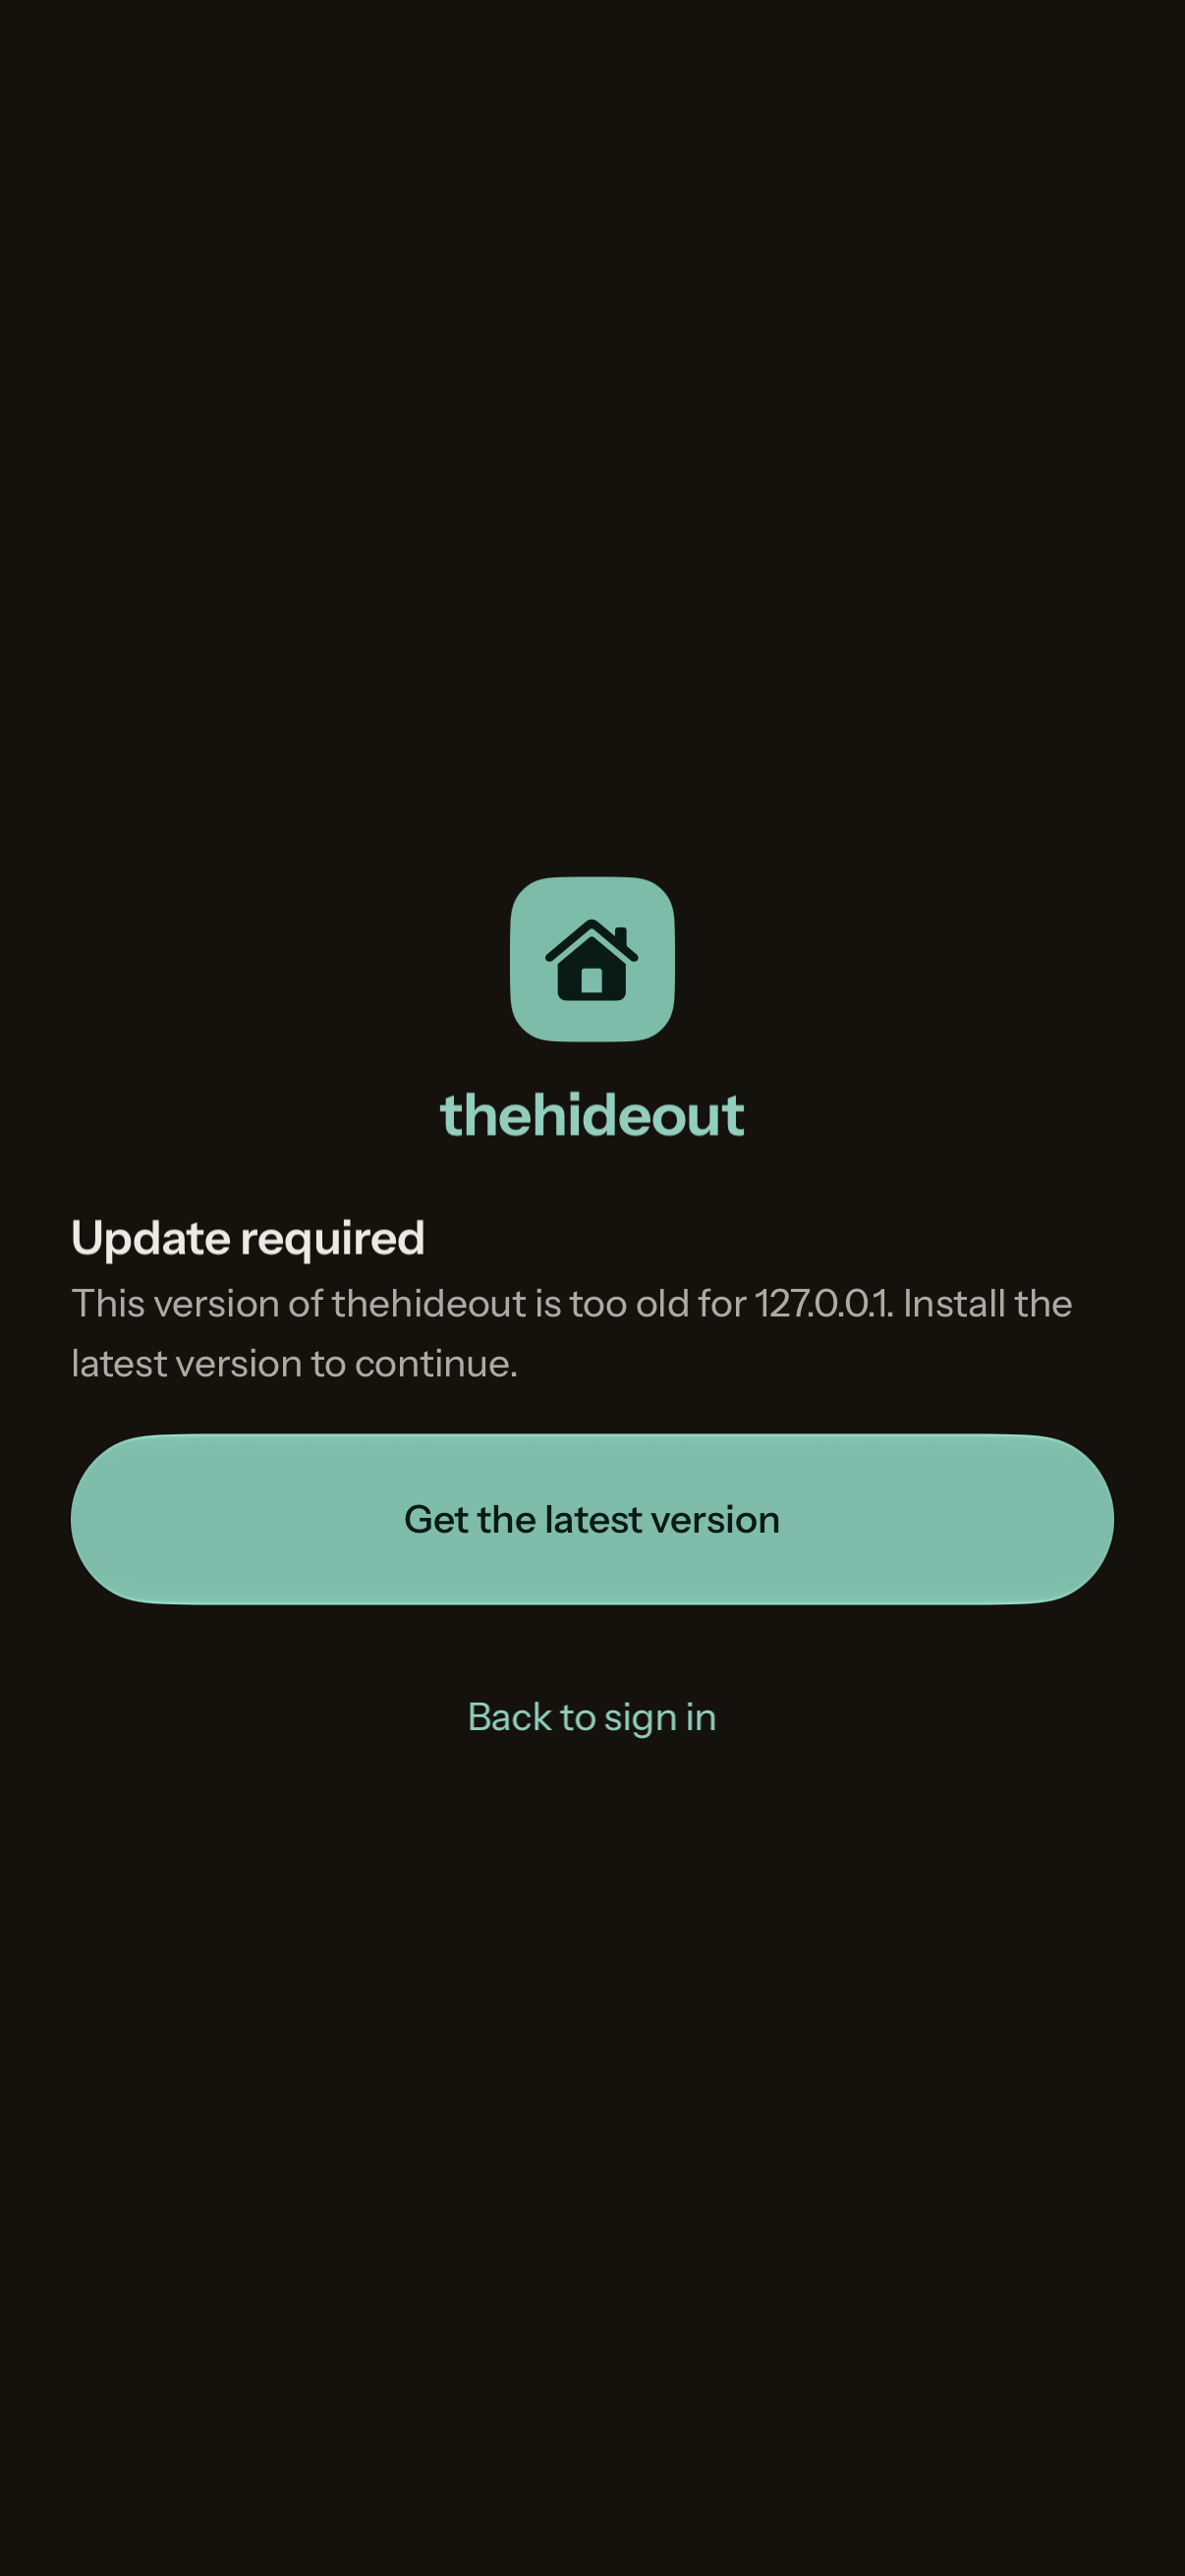 thehideout
Update required
This version of thehideout is too old for 127.0.0.1. Install the
latest version to continue.
Get the latest version
Back to sign in